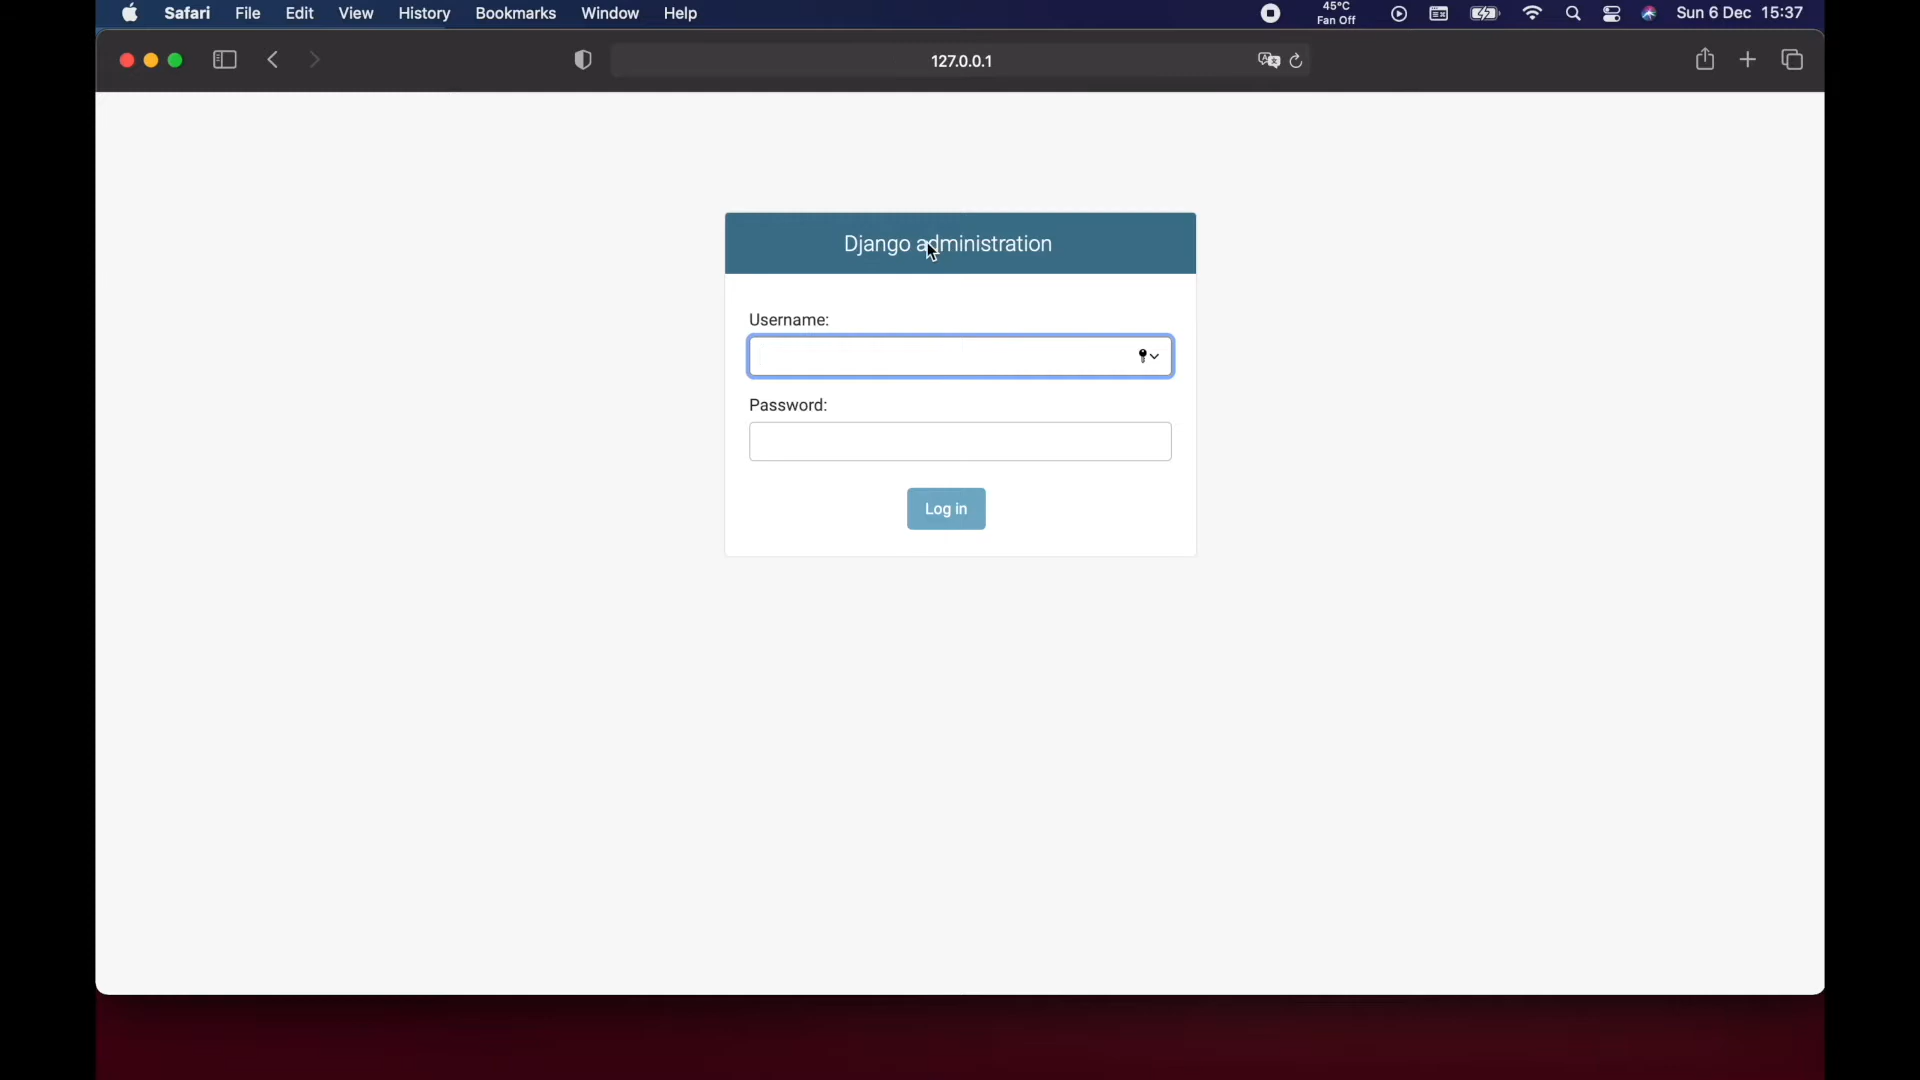 Safari File Edit View History Bookmarks Window Help 45°C Fan Off Sun 6 Dec 15:37
127.0.0.1
Django administration
Username:
Password:
Log in